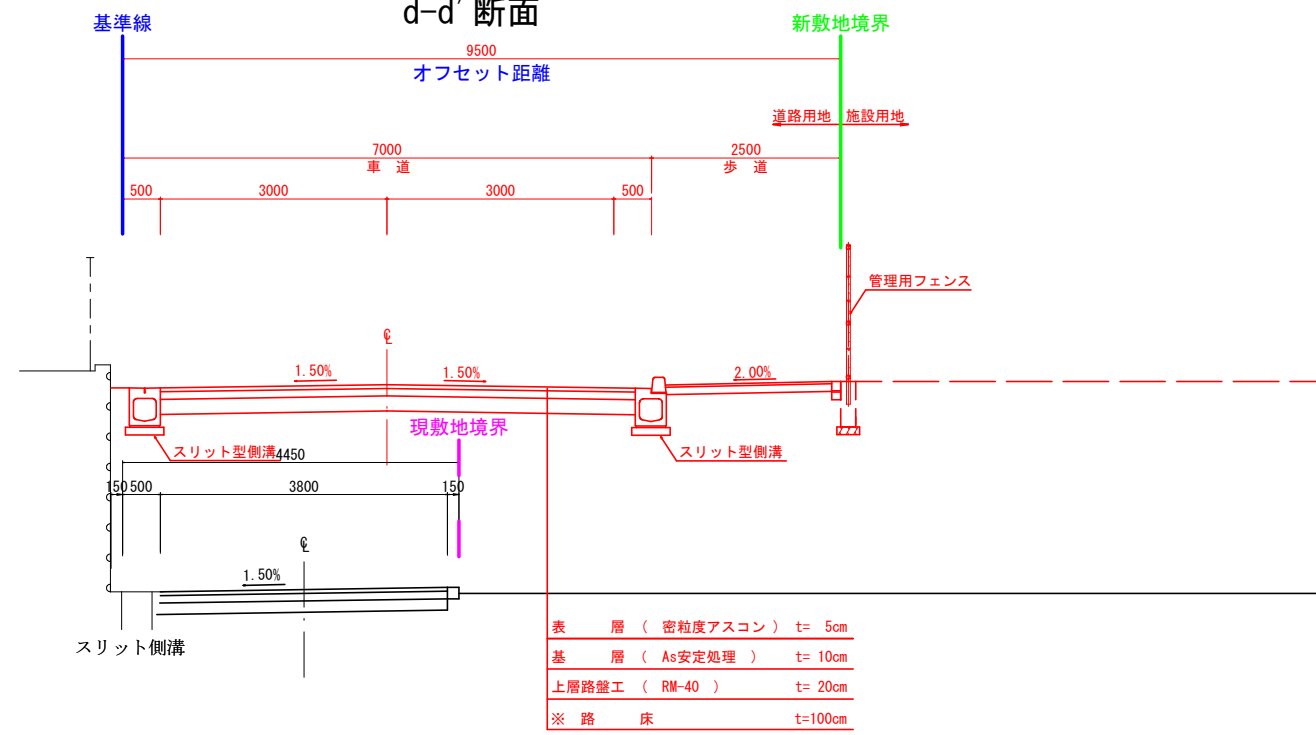 d-d' 断面
基準線
新敷地境界
9500
オフセット距離
道路用地
施設用地
7000
車 道
2500
歩 道
500
3000
3000
500
管理用フェンス
℄
1.50%
1.50%
2.00%
現敷地境界
スリット型側溝
スリット型側溝
4450
150
500
3800
150
℄
1.50%
スリット側溝
表 層 ( 密粒度アスコン ) t= 5cm
基 層 ( As安定処理 ) t= 10cm
上層路盤工 ( RM-40 ) t= 20cm
※ 路 床 t=100cm